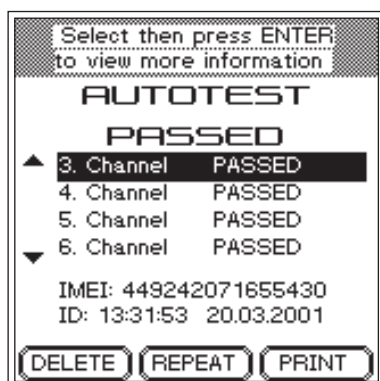 Select then press ENTER
to view more information
AUTOTEST
PASSED
3. Channel PASSED
4. Channel PASSED
5. Channel PASSED
6. Channel PASSED
IMEI: 449242071655430
ID: 13:31:53 20.03.2001
DELETE REPEAT PRINT